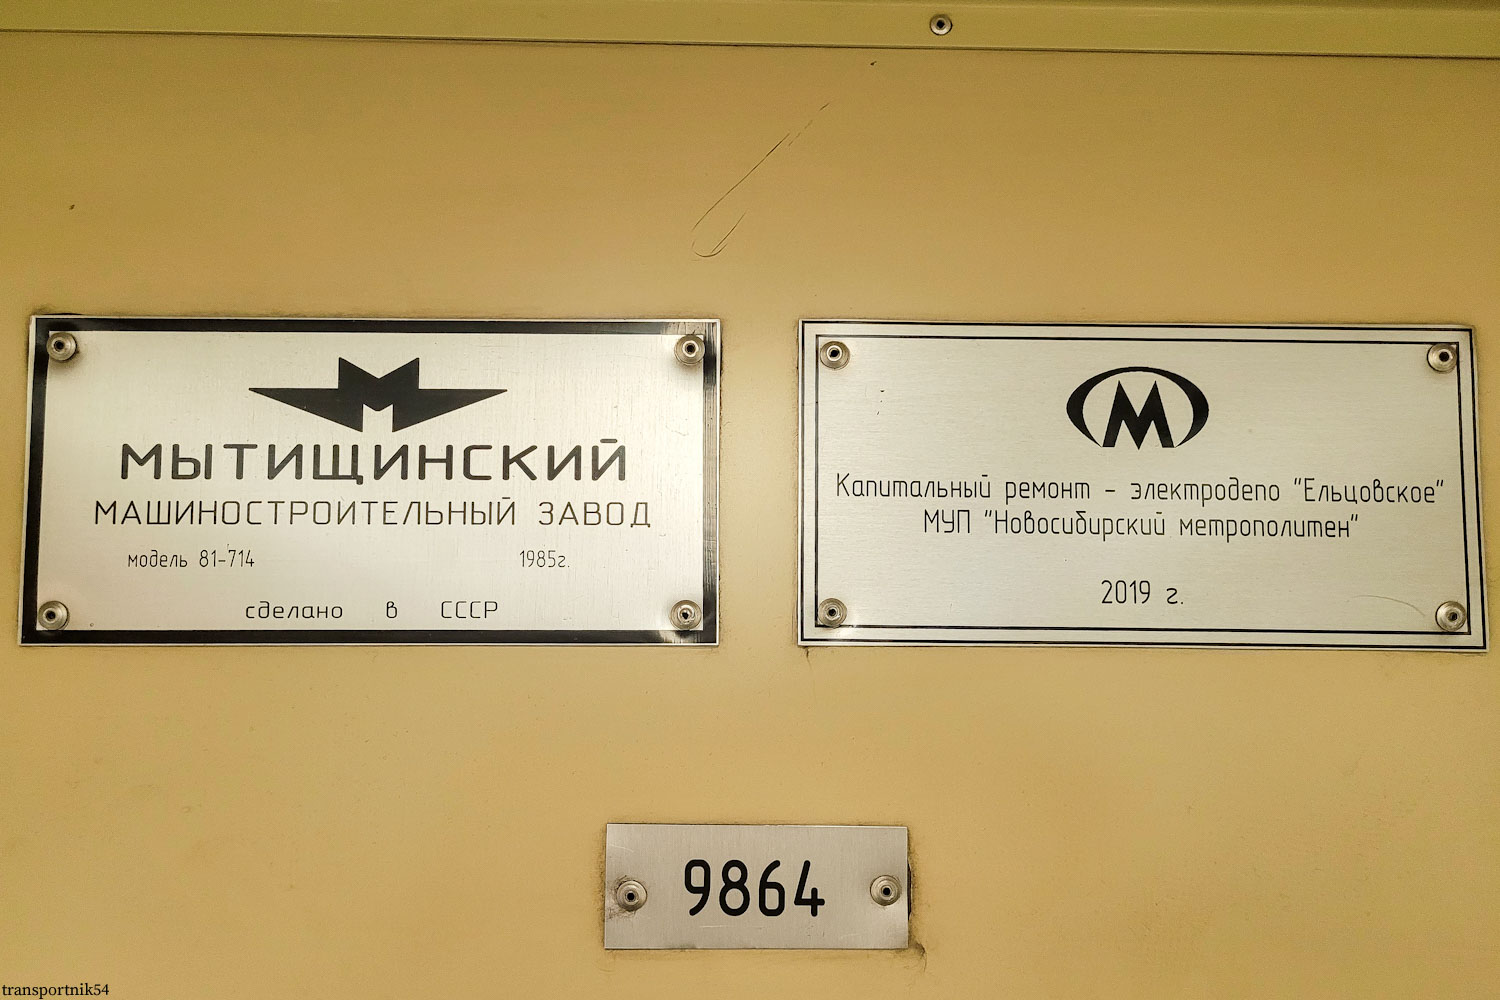 МЫТИЩИНСКИЙ
МАШИНОСТРОИТЕЛЬНЫЙ ЗАВОД
модель 81-714 1985г.
сделано в СССР
М
Капитальный ремонт - электродепо "Ельцовское"
МУП "Новосибирский метрополитен"
2019 г.
9864
transportnik54